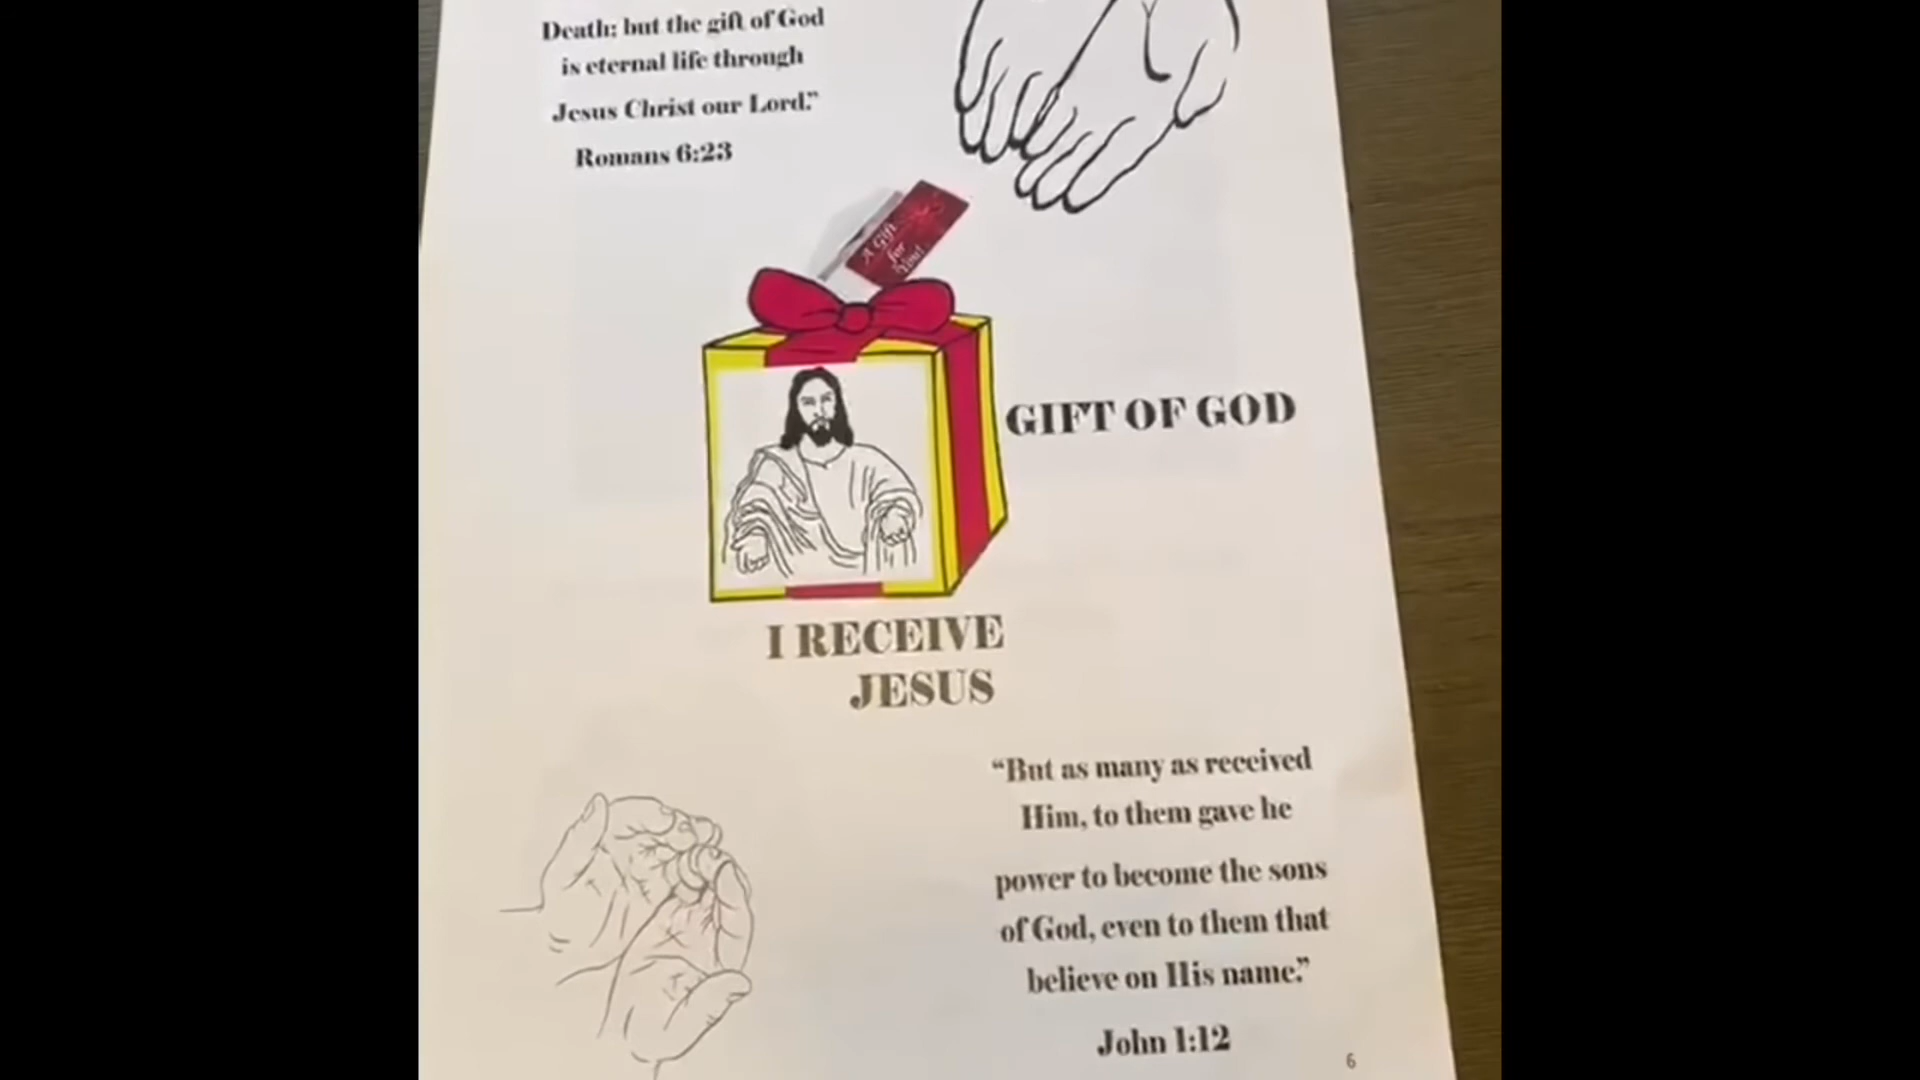 Death; but the gift of God
is eternal life through
Jesus Christ our Lord."
Romans 6:23
A Gift
for
You!
GIFT OF GOD
I RECEIVE
JESUS
"But as many as received
Him, to them gave he
power to become the sons
of God, even to them that
believe on His name."
John 1:12
6